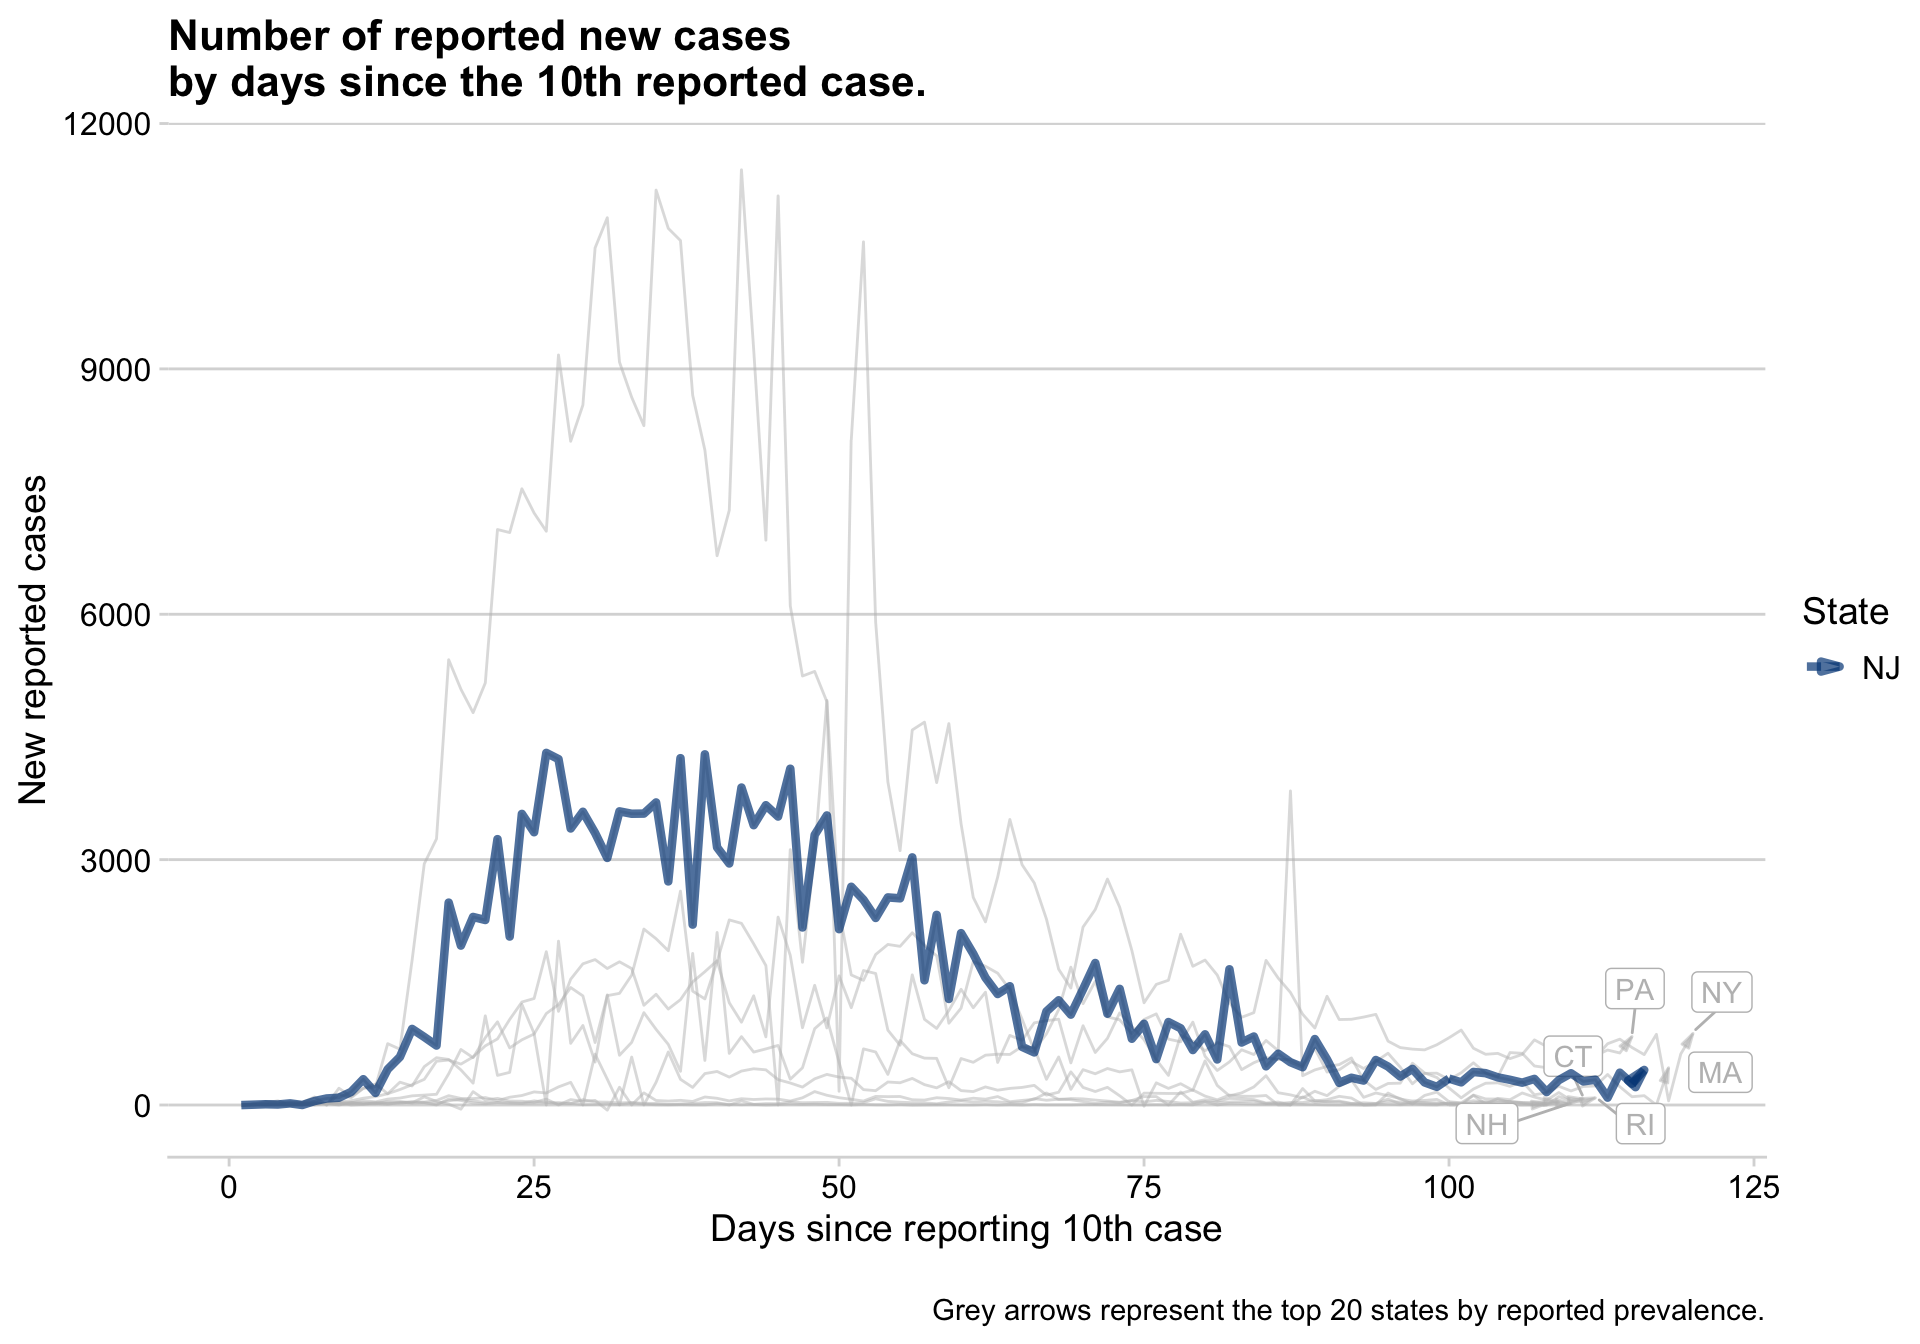 Number of reported new cases
by days since the 10th reported case.
12000
9000
6000
3000
0
New reported cases
State
NJ
PA
NY
CT
MA
NH
RI
0
25
50
75
100
125
Days since reporting 10th case
Grey arrows represent the top 20 states by reported prevalence.